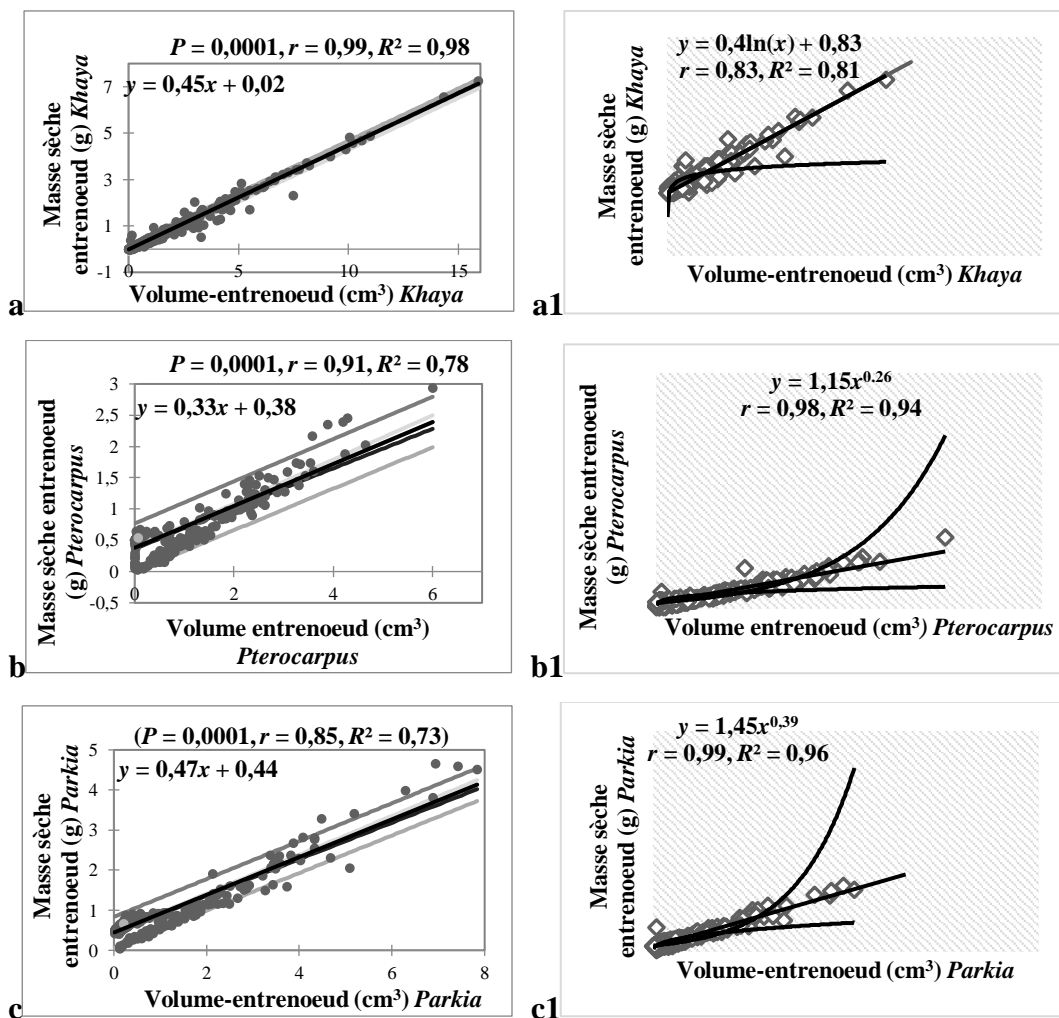 a
P = 0,0001, r = 0,99, R² = 0,98
y = 0,45x + 0,02
Masse sèche
entrenoeud (g) Khaya
7
5
3
1
-1
0
5
10
15
Volume-entrenoeud (cm³) Khaya
a
y = 0,4ln(x) + 0,83
r = 0,83, R² = 0,81
Masse sèche
entrenoeud (g) Khaya
Volume-entrenoeud (cm³) Khaya
a1
P = 0,0001, r = 0,91, R² = 0,78
y = 0,33x + 0,38
Masse sèche entrenoeud
(g) Pterocarpus
3
2,5
2
1,5
1
0,5
0
-0,5
0
2
4
6
Volume entrenoeud (cm³)
Pterocarpus
b
y = 1,15x^0.26
r = 0,98, R² = 0,94
Masse sèche entrenoeud
(g) Pterocarpus
Volume entrenoeud (cm³) Pterocarpus
b1
(P = 0,0001, r = 0,85, R² = 0,73)
y = 0,47x + 0,44
Masse sèche
entrenoeud (g) Parkia
5
4
3
2
1
0
0
2
4
6
8
Volume-entrenoeud (cm³) Parkia
c
y = 1,45x^0,39
r = 0,99, R² = 0,96
Masse sèche
entrenoeud (g) Parkia
Volume-entrenoeud (cm³) Parkia
c1